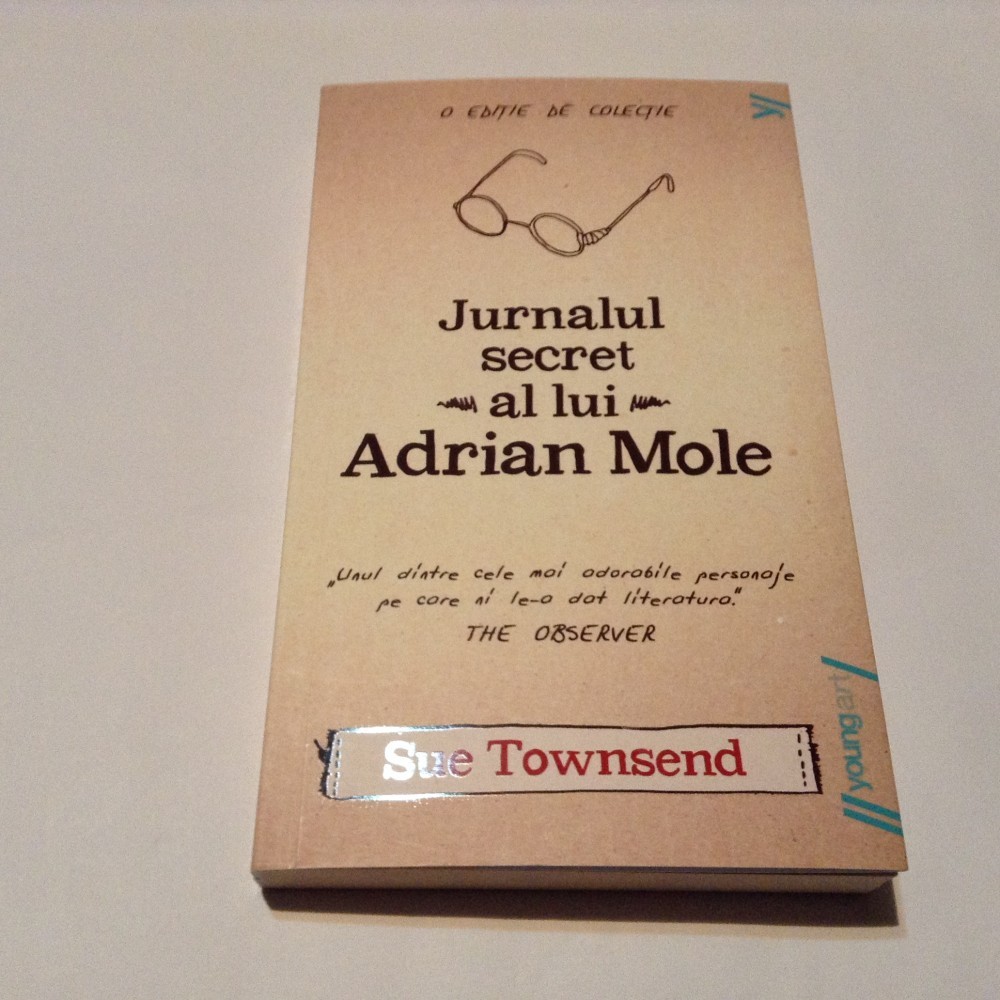 O EDIȚIE DE COLECȚIE
y
Jurnalul
secret
al lui
Adrian Mole
„Unul dintre cele mai adorabile personaje
pe care ni le-a dat literatura."
THE OBSERVER
Sue Townsend
youngart